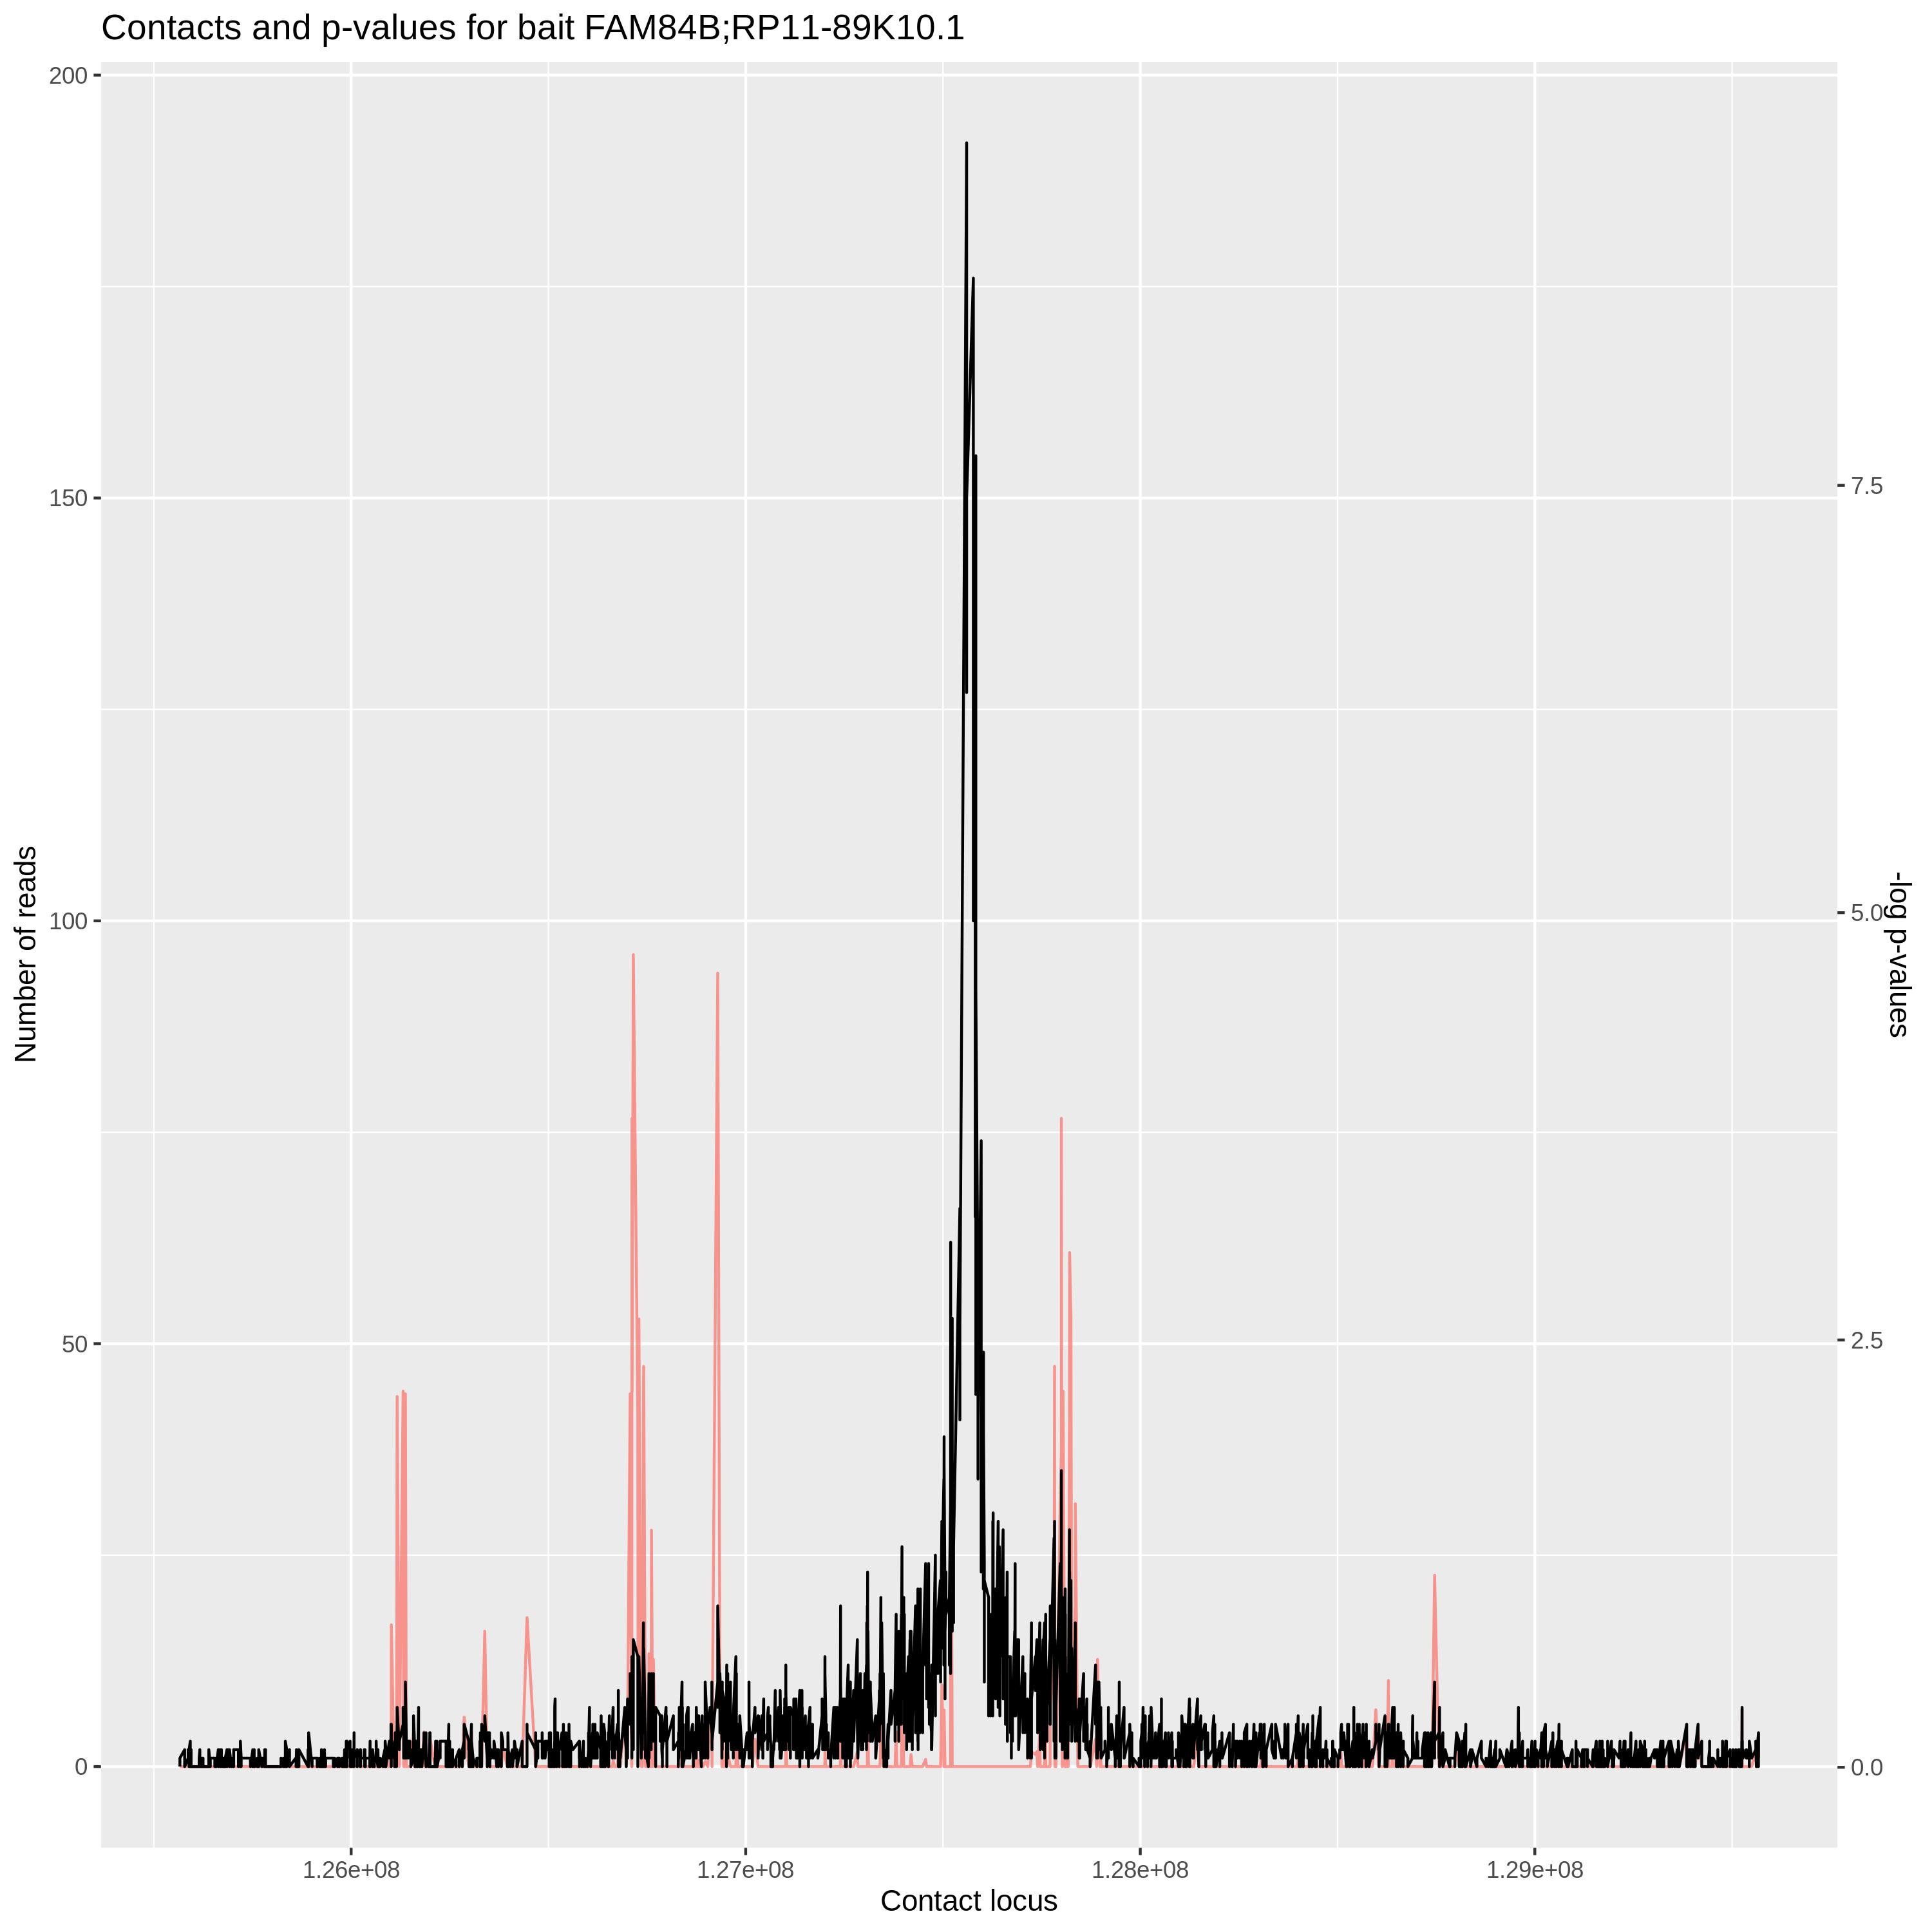 Contacts and p-values for bait FAM84B;RP11-89K10.1
200
150
100
50
0
Number of reads
7.5
5.0
2.5
0.0
-log p-values
1.26e+08 1.27e+08 1.28e+08 1.29e+08
Contact locus